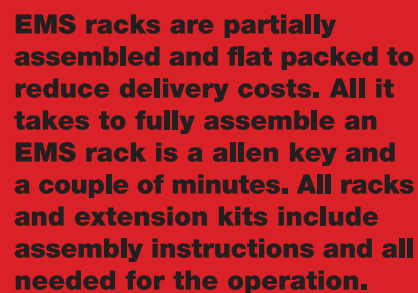 EMS racks are partially
assembled and flat packed to
reduce delivery costs. All it
takes to fully assemble an
EMS rack is a allen key and
a couple of minutes. All racks
and extension kits include
assembly instructions and all
needed for the operation.